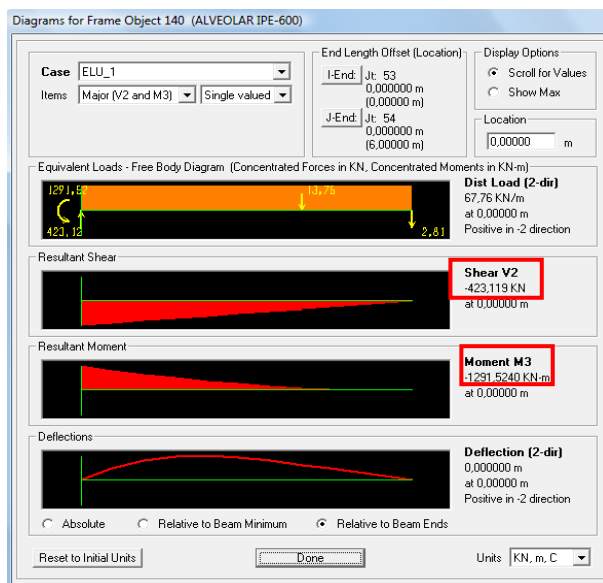 Diagrams for Frame Object 140 (ALVEOLAR IPE-600)
Case ELU_1
Items Major (V2 and M3) Single valued
End Length Offset (Location)
I-End: Jt: 53
0,00000 m
(0,00000 m)
J-End: Jt: 54
0,00000 m
(6,00000 m)
Display Options
Scroll for Values
Show Max
Location
0,00000 m
Equivalent Loads - Free Body Diagram (Concentrated Forces in KN, Concentrated Moments in KN-m)
1291,52
13,75
423,12
2,81
Dist Load (2-dir)
67,76 KN/m
at 0,00000 m
Positive in -2 direction
Resultant Shear
Shear V2
-423,119 KN
at 0,00000 m
Resultant Moment
Moment M3
-1291,5240 KN-m
at 0,00000 m
Deflections
Deflection (2-dir)
0,000000 m
at 0,00000 m
Positive in -2 direction
Absolute Relative to Beam Minimum Relative to Beam Ends
Reset to Initial Units Done Units KN, m, C